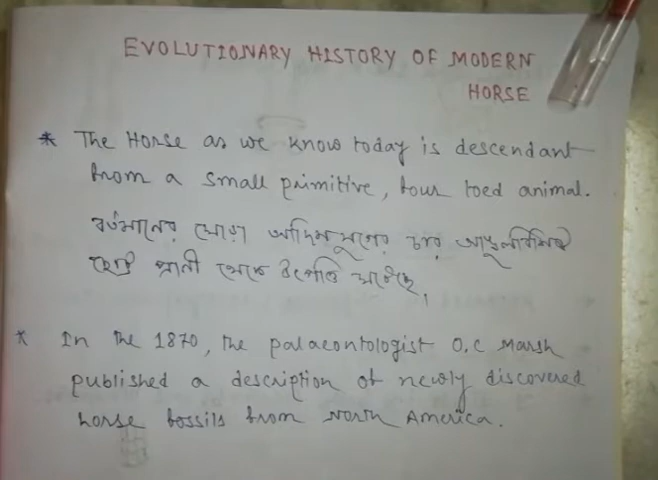 EVOLUTIONARY HISTORY OF MODERN
HORSE
* The Horse as we know today is descendant
from a small primitive, four toed animal.
বর্তমানের ঘোড়া আদিমযুগের চার আঙুলবিশিষ্ট
ছোট প্রানী থেকে উৎপত্তি হয়েছে।
* In the 1870, the palaeontologist O.C Marsh
published a description of newly discovered
horse fossils from North America.